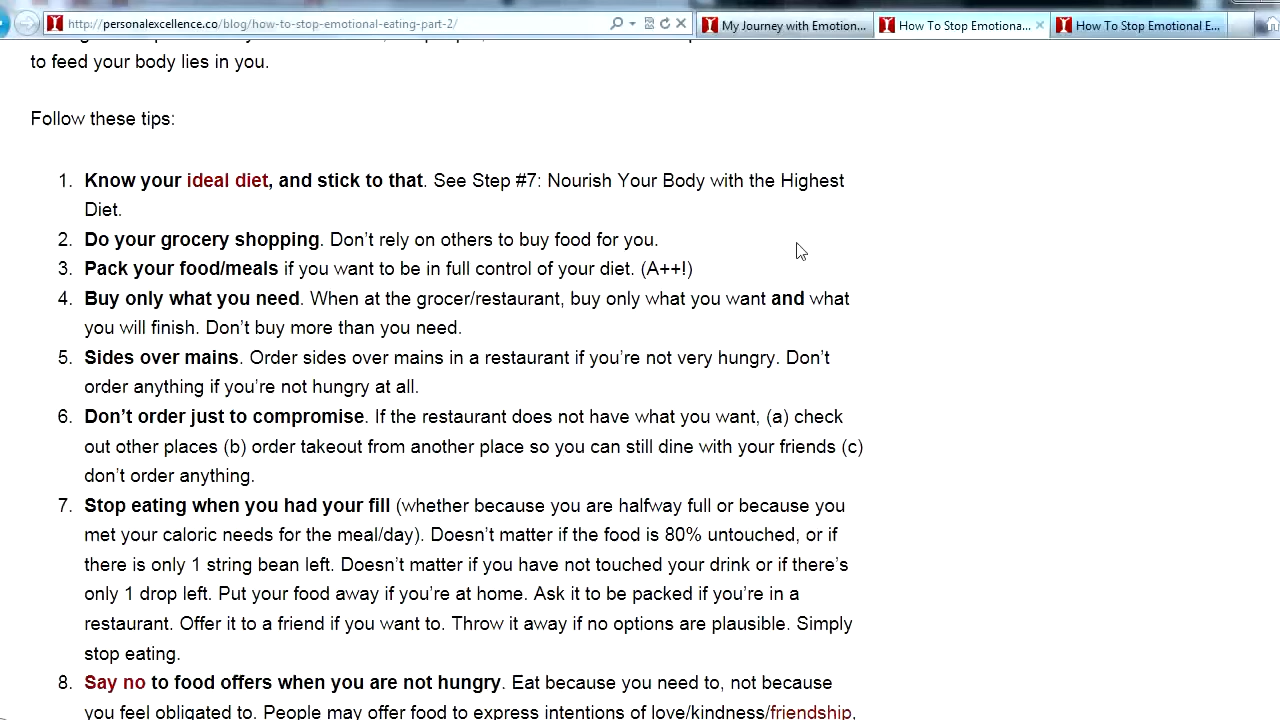 http://personalexcellence.co/blog/how-to-stop-emotional-eating-part-2/
My Journey with Emotion...
How To Stop Emotiona...
How To Stop Emotional E...
to feed your body lies in you.
Follow these tips:
1. Know your ideal diet, and stick to that. See Step #7: Nourish Your Body with the Highest
Diet.
2. Do your grocery shopping. Don’t rely on others to buy food for you.
3. Pack your food/meals if you want to be in full control of your diet. (A++!)
4. Buy only what you need. When at the grocer/restaurant, buy only what you want and what
you will finish. Don’t buy more than you need.
5. Sides over mains. Order sides over mains in a restaurant if you’re not very hungry. Don’t
order anything if you’re not hungry at all.
6. Don’t order just to compromise. If the restaurant does not have what you want, (a) check
out other places (b) order takeout from another place so you can still dine with your friends (c)
don’t order anything.
7. Stop eating when you had your fill (whether because you are halfway full or because you
met your caloric needs for the meal/day). Doesn’t matter if the food is 80% untouched, or if
there is only 1 string bean left. Doesn’t matter if you have not touched your drink or if there’s
only 1 drop left. Put your food away if you’re at home. Ask it to be packed if you’re in a
restaurant. Offer it to a friend if you want to. Throw it away if no options are plausible. Simply
stop eating.
8. Say no to food offers when you are not hungry. Eat because you need to, not because
you feel obligated to. People may offer food to express intentions of love/kindness/friendship,